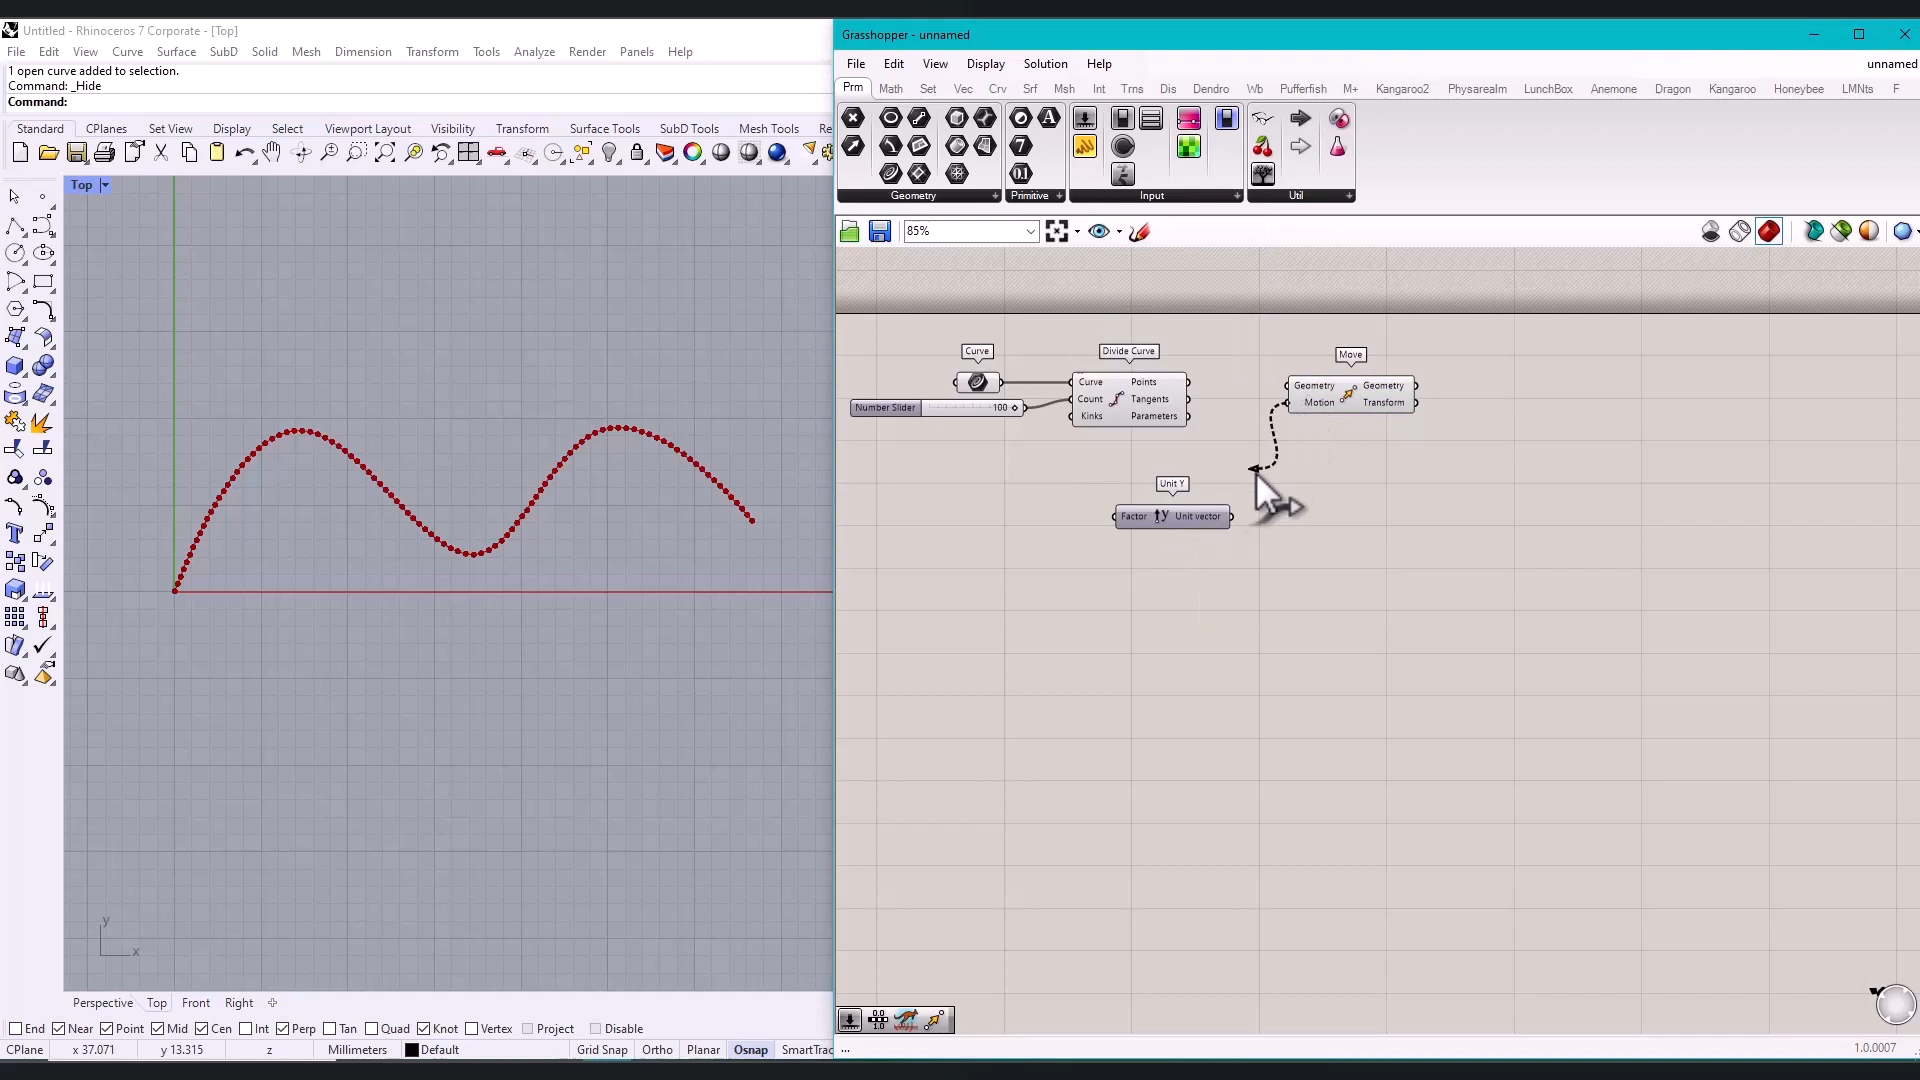 Untitled - Rhinoceros 7 Corporate - [Top]
File Edit View Curve Surface SubD Solid Mesh Dimension Transform Tools Analyze Render Panels Help
1 open curve added to selection.
Command: _Hide
Command:
Standard CPlanes Set View Display Select Viewport Layout Visibility Transform Surface Tools SubD Tools Mesh Tools Re
Top
y
x
Perspective Top Front Right
End Near Point Mid Cen Int Perp Tan Quad Knot Vertex Project Disable
CPlane x 37.071 y 13.315 z Millimeters Default Grid Snap Ortho Planar Osnap SmartTrac
Grasshopper - unnamed
File Edit View Display Solution Help unnamed
Prm Math Set Vec Crv Srf Msh Int Trns Dis Dendro Wb Pufferfish M+ Kangaroo2 Physarealm LunchBox Anemone Dragon Kangaroo Honeybee LMNts F
Geometry Primitive Input Util
85%
Curve
Number Slider 100
Divide Curve
Curve Points
Count Tangents
Kinks Parameters
Move
Geometry Geometry
Motion Transform
Unit Y
Factor y Unit vector
...
1.0.0007